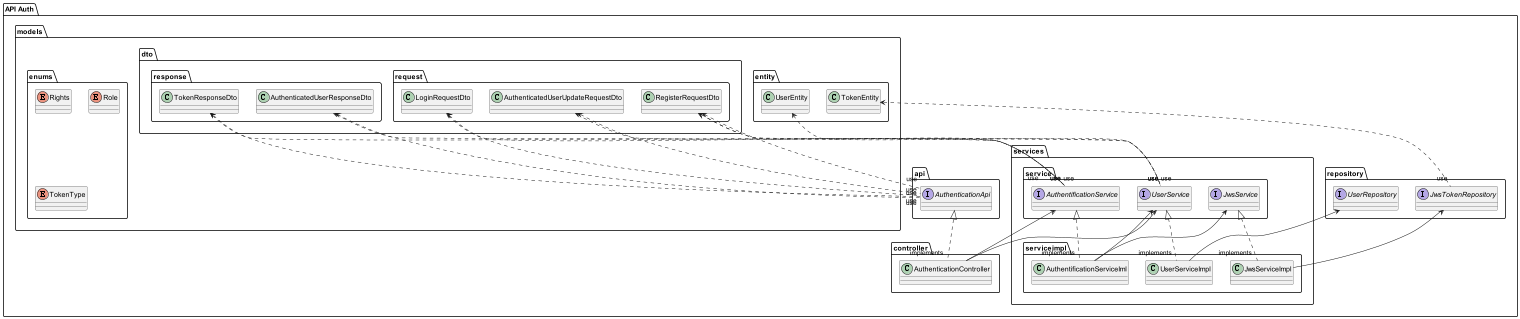 API Auth
models
dto
enums
response
request
entity
E Rights
E Role
C TokenResponseDto
C AuthenticatedUserResponseDto
C LoginRequestDto
C AuthenticatedUserUpdateRequestDto
C RegisterRequestDto
C UserEntity
C TokenEntity
E TokenType
services
api
service
repository
use
use
use
use
use
use
use
use
use
I AuthenticationApi
I AuthentificationService
I UserService
I JwsService
I UserRepository
I JwsTokenRepository
controller
serviceimpl
implements
implements
implements
implements
C AuthenticationController
C AuthentificationServiceIml
C UserServiceImpl
C JwsServiceImpl